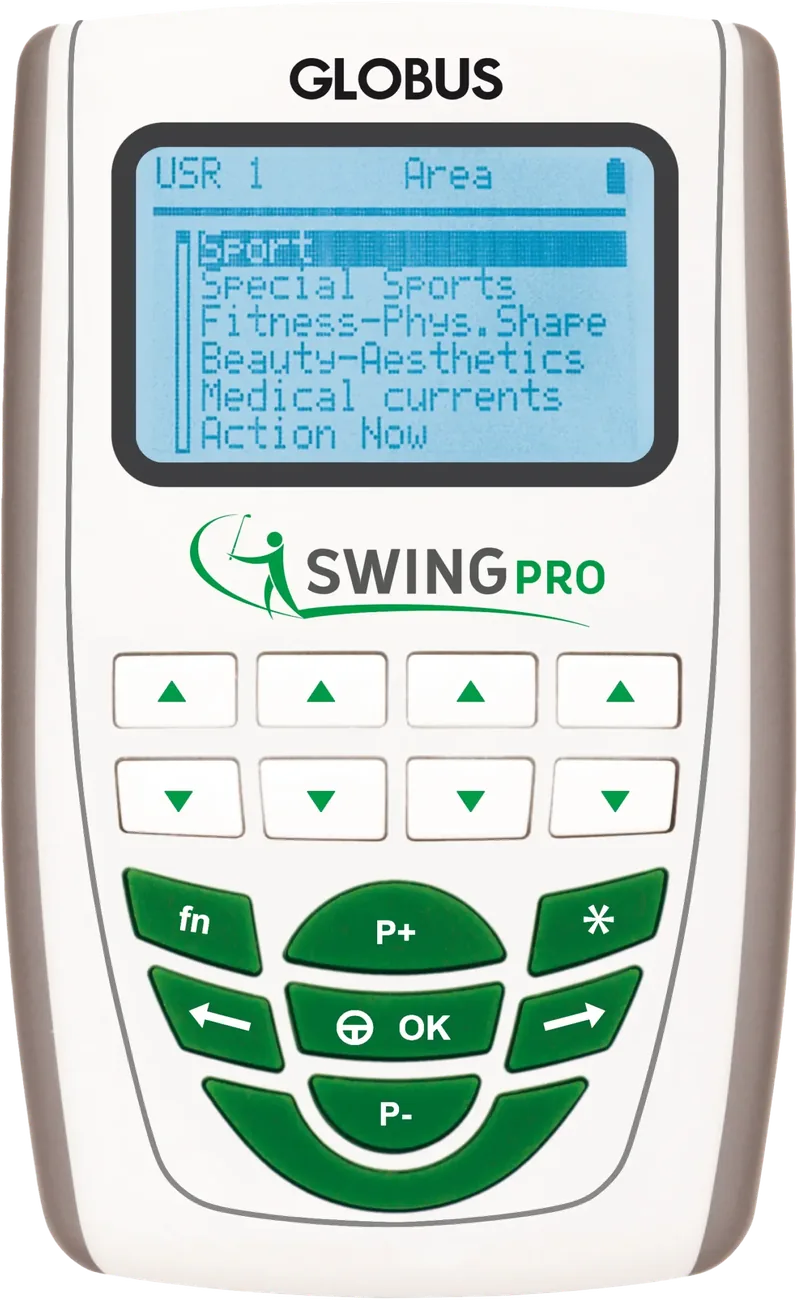 GLOBUS
USR 1 Area
Sport
Special Sports
Fitness-Phys.Shape
Beauty-Aesthetics
Medical currents
Action Now
SWING PRO
fn P+ *
OK
P-